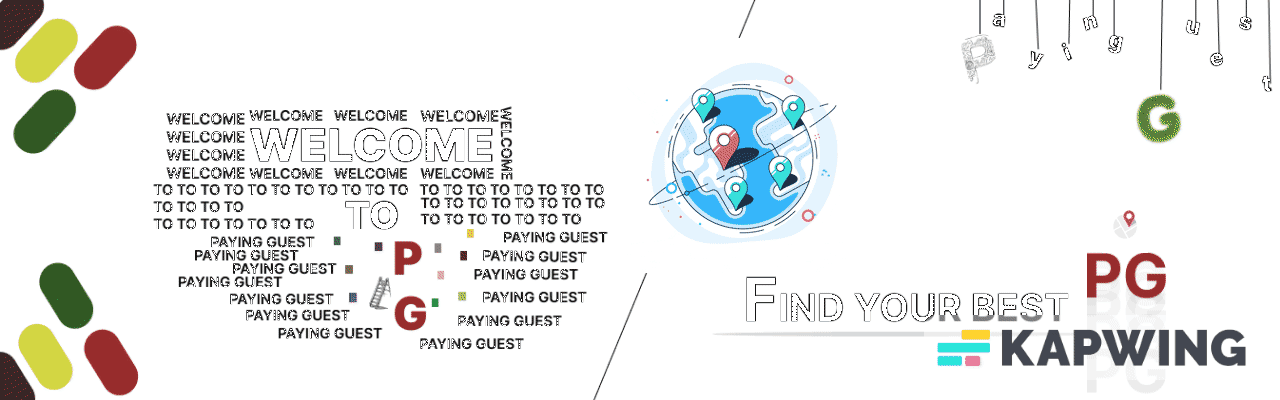 WELCOME WELCOME WELCOME WELCOME
WELCOME
WELCOME
WELCOME
WELCOME
WELCOME WELCOME WELCOME WELCOME
TO TO TO TO TO TO TO TO TO TO TO
TO TO TO TO TO TO TO TO
TO TO TO TO
TO
TO TO TO TO TO TO TO TO
TO TO TO TO TO TO TO
TO TO TO TO TO TO TO
PAYING GUEST
PAYING GUEST
PAYING GUEST
PAYING GUEST
PAYING GUEST
PAYING GUEST
PAYING GUEST
P
G
PAYING GUEST
PAYING GUEST
PAYING GUEST
PAYING GUEST
PAYING GUEST
PAYING GUEST
Paying Guest
FIND YOUR BEST PG
KAPWING